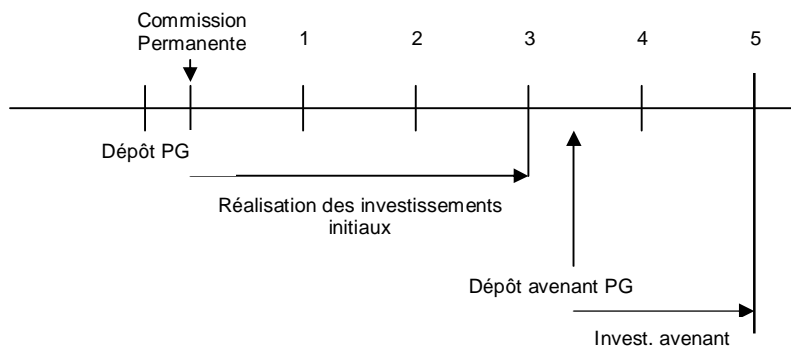 Commission
Permanente
1
2
3
4
5
Dépôt PG
Réalisation des investissements
initiaux
Dépôt avenant PG
Invest. avenant